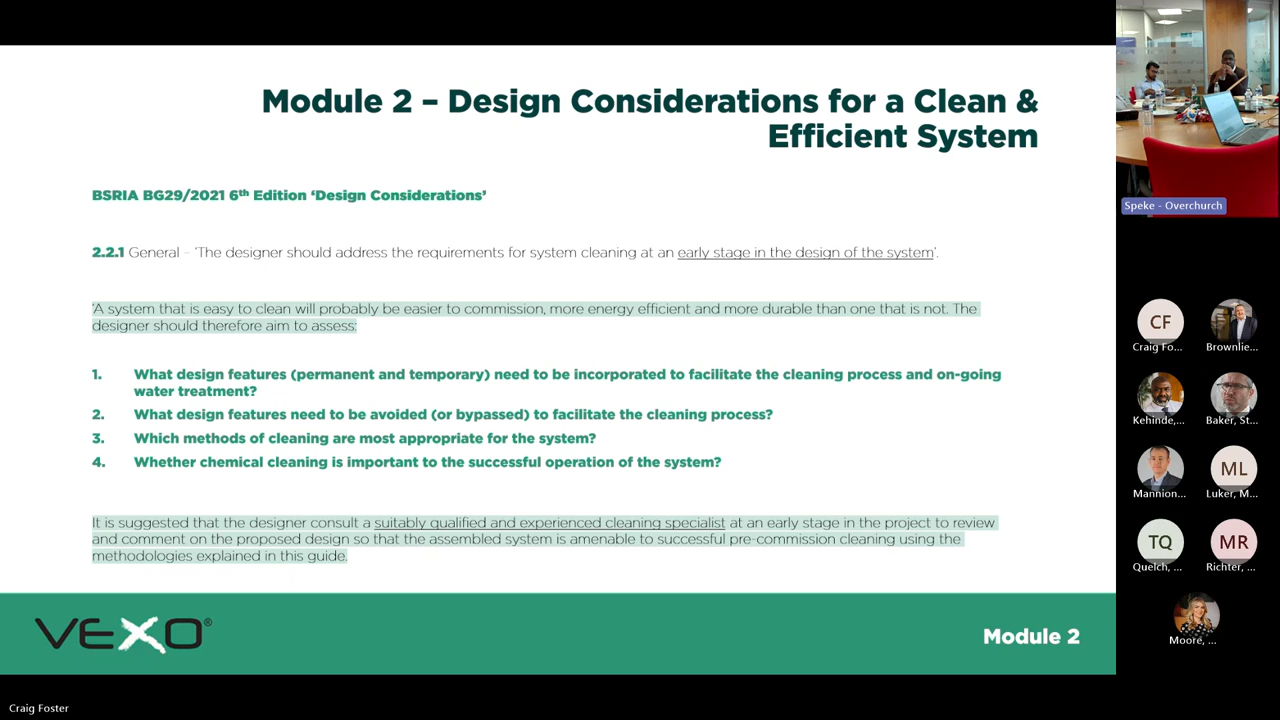 Module 2 – Design Considerations for a Clean &
Efficient System
BSRIA BG29/2021 6th Edition ‘Design Considerations’
2.2.1 General – ‘The designer should address the requirements for system cleaning at an early stage in the design of the system’.
‘A system that is easy to clean will probably be easier to commission, more energy efficient and more durable than one that is not. The
designer should therefore aim to assess:
1. What design features (permanent and temporary) need to be incorporated to facilitate the cleaning process and on-going
water treatment?
2. What design features need to be avoided (or bypassed) to facilitate the cleaning process?
3. Which methods of cleaning are most appropriate for the system?
4. Whether chemical cleaning is important to the successful operation of the system?
It is suggested that the designer consult a suitably qualified and experienced cleaning specialist at an early stage in the project to review
and comment on the proposed design so that the assembled system is amenable to successful pre-commission cleaning using the
methodologies explained in this guide.
VEXO®
Module 2
Craig Foster
Speke - Overchurch
CF
Craig Fo...
Brownlie...
Kehinde,...
Baker, St...
Mannion...
ML
Luker, M...
TQ
Quelch, ...
MR
Richter, ...
Moore, ...